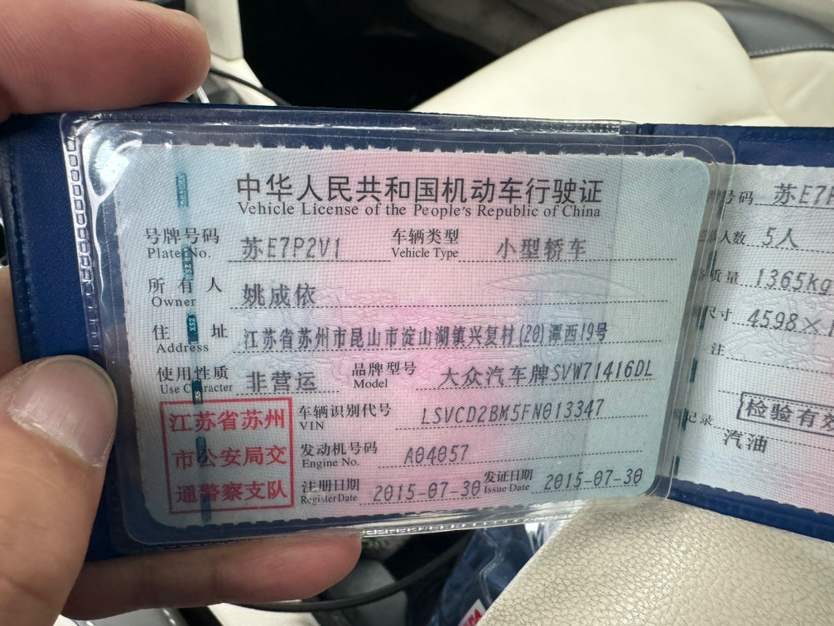 中华人民共和国机动车行驶证
Vehicle License of the People's Republic of China
号牌号码 苏E7P2V1 车辆类型 小型轿车
Plate No. Vehicle Type
所有人 姚成依
Owner
住址 江苏省苏州市昆山市淀山湖镇兴复村(20)潭西19号
Address
使用性质 非营运 品牌型号 大众汽车牌SVW71416DL
Use Character Model
江苏省苏州
市公安局交
通警察支队
车辆识别代号 LSVCD2BM5FN013347
VIN
发动机号码 A04057
Engine No.
注册日期 2015-07-30 发证日期 2015-07-30
Register Date Issue Date
号码 苏E7P
人数 5人
质量 1365kg
尺寸 4598×1
注
记录 检验有效
汽油